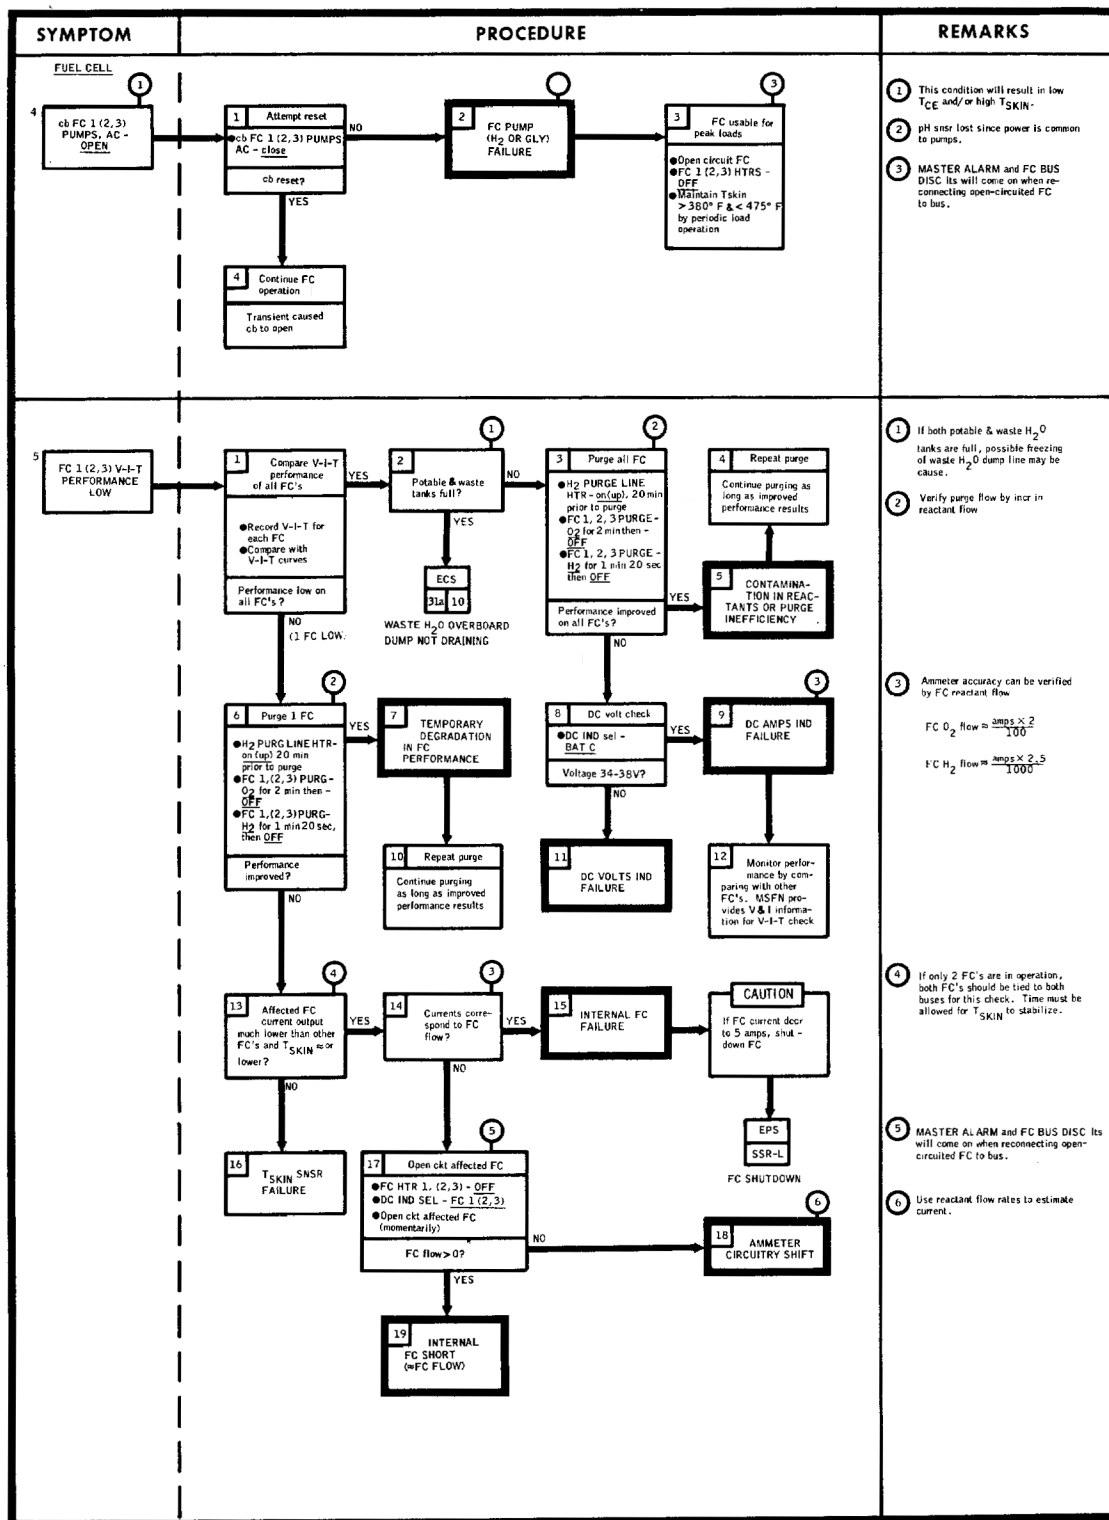 SYMPTOM
PROCEDURE
REMARKS
FUEL CELL
4
1
cb FC 1 (2,3)
PUMPS, AC -
OPEN
1 Attempt reset
●cb FC 1 (2,3) PUMPS
AC - close
cb reset?
NO
YES
2
FC PUMP
(H2 OR GLY)
FAILURE
3
3 FC usable for
peak loads
●Open circuit FC
●FC 1 (2,3) HTRS -
OFF
●Maintain Tskin
>380° F & < 475° F
by periodic load
operation
4 Continue FC
operation
Transient caused
cb to open
1 This condition will result in low
TCE and/or high TSKIN.
2 pH snsr lost since power is common
to pumps.
3 MASTER ALARM and FC BUS
DISC lts will come on when re-
connecting open-circuited FC
to bus.
5
FC 1 (2,3) V-I-T
PERFORMANCE
LOW
1 Compare V-I-T
performance
of all FC's
●Record V-I-T for
each FC
●Compare with
V-I-T curves
Performance low on
all FC's ?
YES
NO
(1 FC LOW)
1
2
Potable & waste
tanks full?
NO
YES
ECS
31a 10
WASTE H2O OVERBOARD
DUMP NOT DRAINING
2
3 Purge all FC
●H2 PURGE LINE
HTR - on(up), 20 min
prior to purge
●FC 1, 2, 3 PURGE-
O2 for 2 min then -
OFF
●FC 1, 2, 3 PURGE -
H2 for 1 min 20 sec
then OFF
Performance improved
on all FC's?
YES
NO
4 Repeat purge
Continue purging as
long as improved
performance results
5 CONTAMINA-
TION IN REAC-
TANTS OR PURGE
INEFFICIENCY
1 If both potable & waste H2O
tanks are full, possible freezing
of waste H2O dump line may be
cause.
2 Verify purge flow by incr in
reactant flow
2
6 Purge 1 FC
●H2 PURG LINE HTR-
on (up) 20 min
prior to purge
●FC 1, (2,3) PURG-
O2 for 2 min then -
OFF
●FC 1, (2,3) PURG-
H2 for 1 min 20 sec,
then OFF
Performance
improved?
YES
NO
7 TEMPORARY
DEGRADATION
IN FC
PERFORMANCE
10 Repeat purge
Continue purging
as long as improved
performance results
8 DC volt check
●DC IND sel -
BAT C
Voltage 34-38V?
YES
NO
3
9 DC AMPS IND
FAILURE
11
DC VOLTS IND
FAILURE
12 Monitor perfor-
mance by com-
paring with other
FC's. MSFN pro-
vides V & I informa-
tion for V-I-T check
3 Ammeter accuracy can be verified
by FC reactant flow
FC O2 flow ≈ amps × 2
100
FC H2 flow ≈ amps × 2.5
1000
4
13 Affected FC
current output
much lower than other
FC's and TSKIN ≈ or
lower?
YES
NO
3
14 Currents corre-
spond to FC
flow?
YES
NO
15
INTERNAL FC
FAILURE
CAUTION
If FC current decr
to 5 amps, shut -
down FC
EPS
SSR-L
FC SHUTDOWN
4 If only 2 FC's are in operation,
both FC's should be tied to both
buses for this check. Time must be
allowed for TSKIN to stabilize.
16
TSKIN SNSR
FAILURE
5
17 Open ckt affected FC
●FC HTR 1, (2,3) - OFF
●DC IND SEL - FC 1 (2,3)
●Open ckt affected FC
(momentarily)
FC flow > 0?
NO
YES
6
18 AMMETER
CIRCUITRY SHIFT
19 INTERNAL
FC SHORT
(≈FC FLOW)
5 MASTER ALARM and FC BUS DISC lts
will come on when reconnecting open-
circuited FC to bus.
6 Use reactant flow rates to estimate
current.